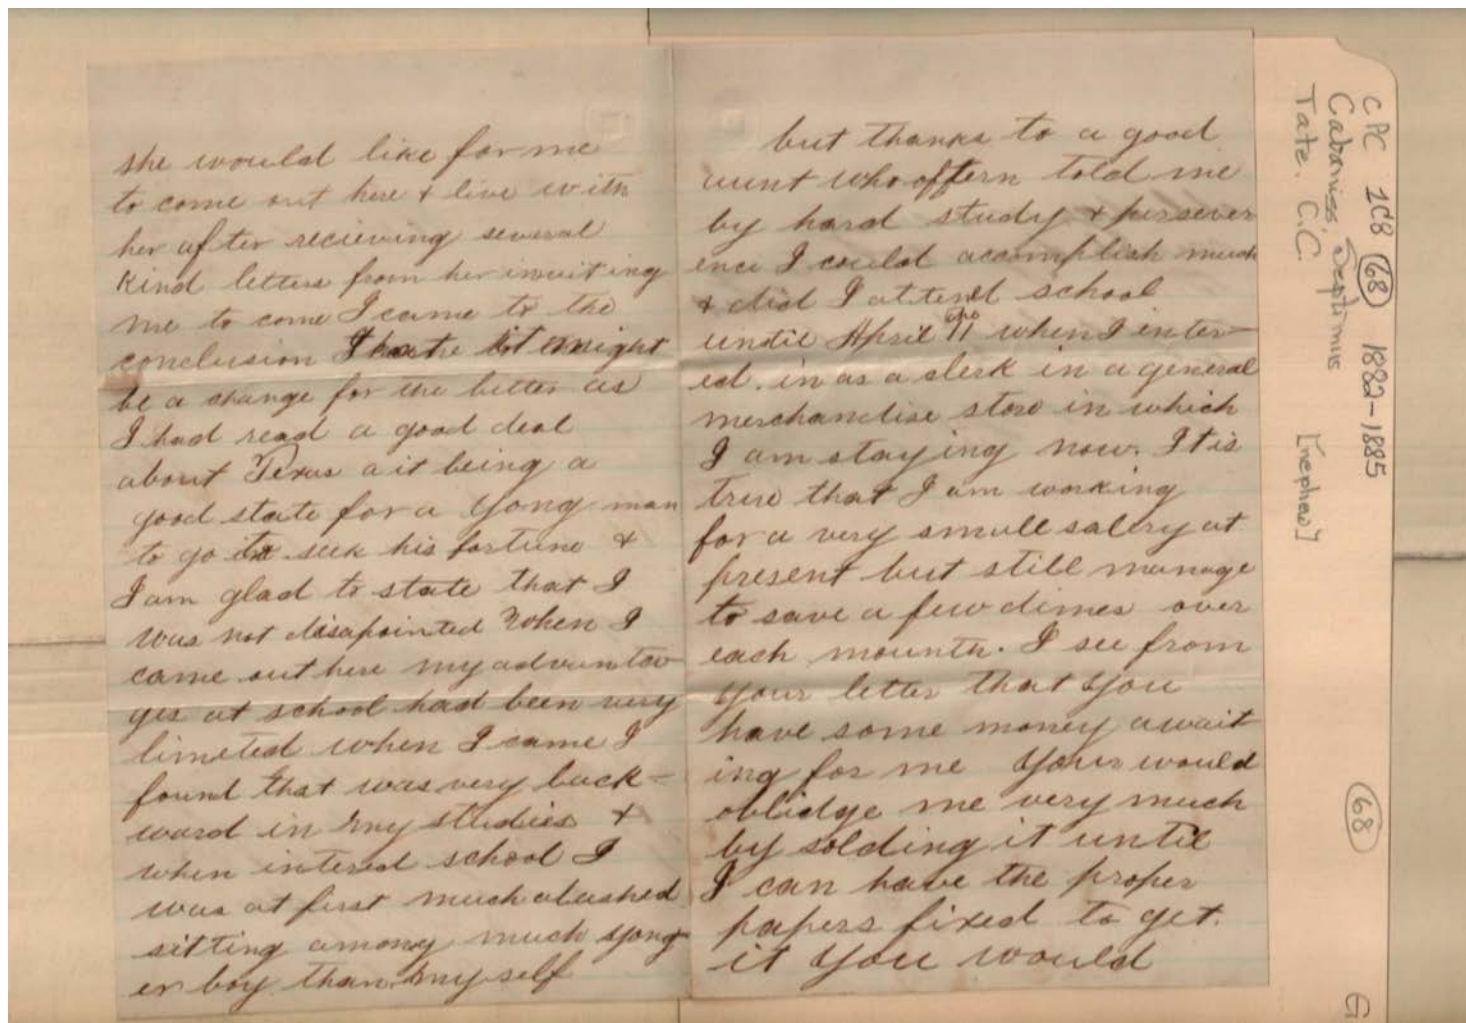 she would like for me
to come out here & live with
her after recieving several
kind letters from her inviting
me to come I came to the
conclusion that it might
be a change for the better as
I had read a good deal
about Texas a it being a
good state for a yong man
to go to seek his fortune &
I am glad to state that I
was not disapointed when I
came out here my advanta-
ges at school had been very
limeted when I came I
found that was very back=
ward in my studies &
when intered school I
was at first much abashed
sitting among much yong-
er boy than myself
but thanks to a good
aunt who oftern told me
by hard study & persever
ence I could acomplish much
& did I attend school
until April when I inter-
ed. in as a clerk in a general
merchandise store in which
I am staying now. It is
true that I am working
for a very small salery at
present but still manage
to save a few dimes over
each mounth. I see from
your letter that you
have some money await
ing for me your would
oblidge me very much
by solding it until
I can have the proper
papers fixed to get.
it you would
CPC 1C8 (68) 1882-1885
Cabaniss, Septimus
Tate. C.C. [nephew]
(68)